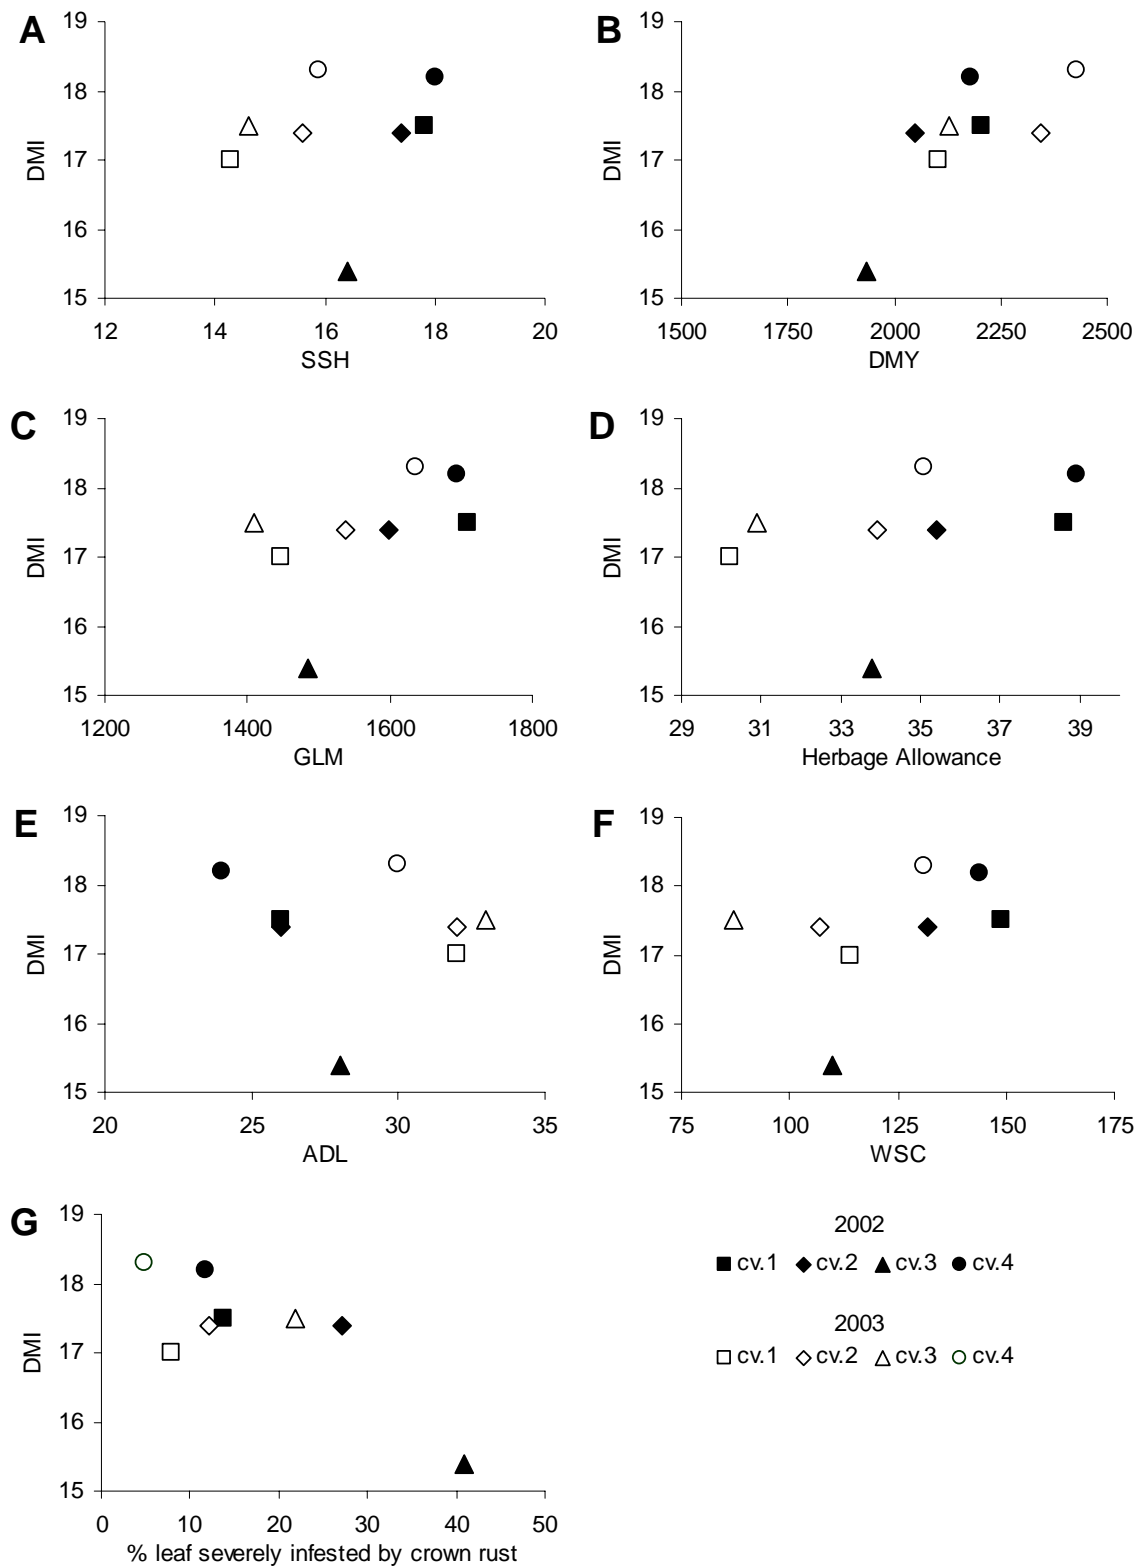 A
19
18
17
16
15
DMI
12 14 16 18 20
SSH
B
19
18
17
16
15
DMI
1500 1750 2000 2250 2500
DMY
C
19
18
17
16
15
DMI
1200 1400 1600 1800
GLM
D
19
18
17
16
15
DMI
29 31 33 35 37 39
Herbage Allowance
E
19
18
17
16
15
DMI
20 25 30 35
ADL
F
19
18
17
16
15
DMI
75 100 125 150 175
WSC
G
19
18
17
16
15
DMI
0 10 20 30 40 50
% leaf severely infested by crown rust
2002
cv.1 cv.2 cv.3 cv.4
2003
cv.1 cv.2 cv.3 cv.4